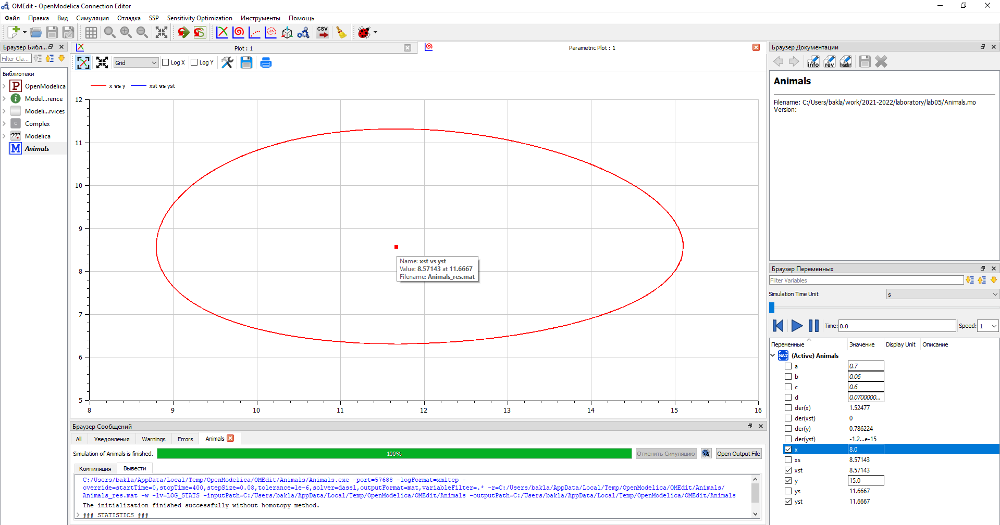 OMEdit - OpenModelica Connection Editor
Файл Правка Вид Симуляция Отладка SSP Sensitivity Optimization Инструменты Помощь
CSV
Браузер Библ...
Filter Cla...
Библиотеки
P OpenModelica
i Model...rence
Modeli...rvices
C Complex
Modelica
M Animals
Plot : 1
Parametric Plot : 1
Grid Log X Log Y
x vs y xst vs yst
12
11
10
9
8
7
6
5
8 9 10 11 12 13 14 15 16
Name: xst vs yst
Value: 8.57143 at 11.6667
Filename: Animals_res.mat
Браузер Сообщений
All Уведомления Warnings Errors Animals
Simulation of Animals is finished. 100% Отменить Симуляцию Open Output File
Компиляция Вывести
C:/Users/bakla/AppData/Local/Temp/OpenModelica/OMEdit/Animals/Animals.exe -port=57688 -logFormat=xmltcp -
override=startTime=0,stopTime=400,stepSize=0.08,tolerance=1e-6,solver=dassl,outputFormat=mat,variableFilter=.* -r=C:/Users/bakla/AppData/Local/Temp/OpenModelica/OMEdit/Animals/
Animals_res.mat -w -lv=LOG_STATS -inputPath=C:/Users/bakla/AppData/Local/Temp/OpenModelica/OMEdit/Animals -outputPath=C:/Users/bakla/AppData/Local/Temp/OpenModelica/OMEdit/Animals
The initialization finished successfully without homotopy method.
### STATISTICS ###
Браузер Документации
info rev header
Animals
Filename: C:/Users/bakla/work/2021-2022/laboratory/lab05/Animals.mo
Version:
Браузер Переменных
Filter Variables
Simulation Time Unit s
Time: 0.0 Speed: 1
Переменные Значение Display Unit Описание
MAT (Active) Animals
a 0.7
b 0.06
c 0.6
d 0.0700000...
der(x) 1.52477
der(xst) 0
der(y) 0.786224
der(yst) -1.2...e-15
x 8.0
xs 8.57143
xst 8.57143
y 15.0
ys 11.6667
yst 11.6667